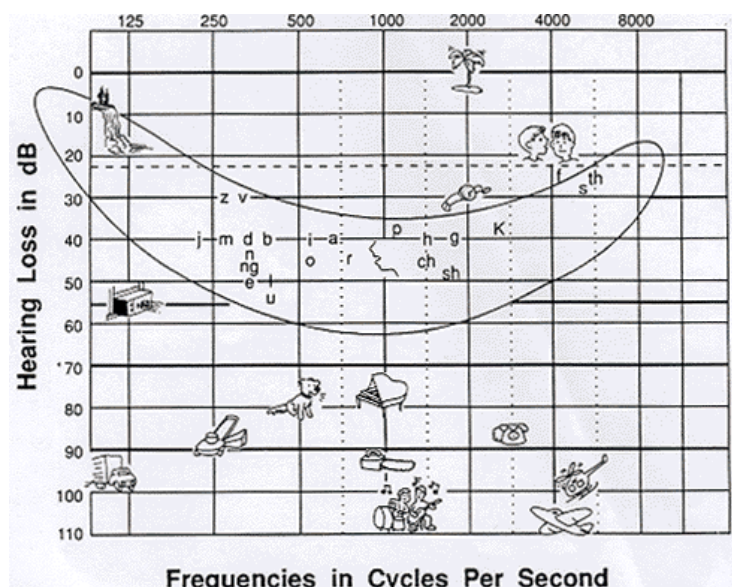 125 250 500 1000 2000 4000 8000
0
10
20
f th
s
30
z v
p K
40
j m d b i a h g
n
ng o r ch
sh
50
e l
u
60
70
80
90
100
110
Hearing Loss in dB
Frequencies in Cycles Per Second